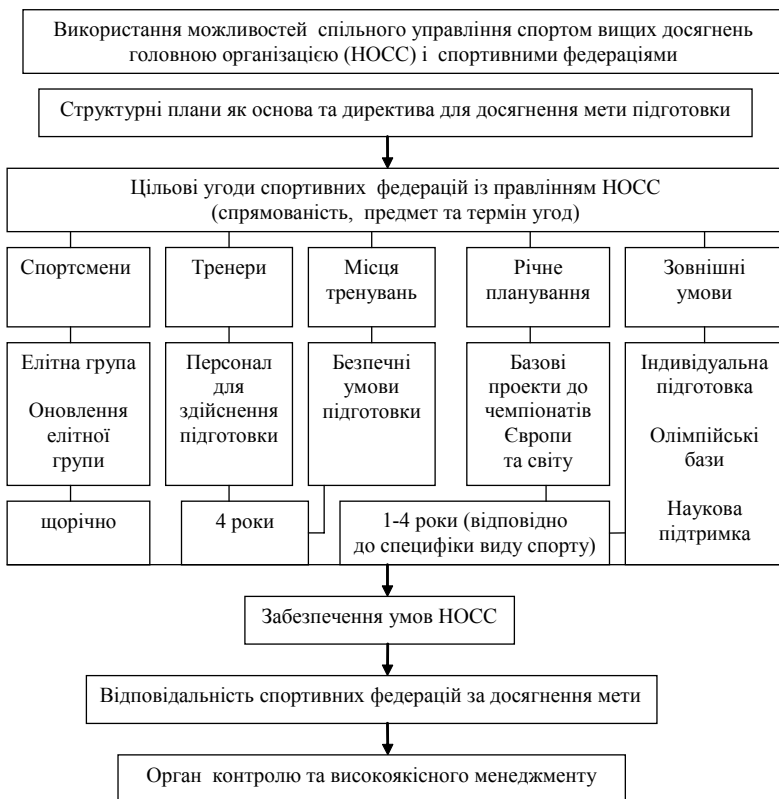 Використання можливостей спільного управління спортом вищих досягнень
головною організацією (НОСС) і спортивними федераціями
Структурні плани як основа та директива для досягнення мети підготовки
Цільові угоди спортивних федерацій із правлінням НОСС
(спрямованість, предмет та термін угод)
Спортсмени
Тренери
Місця
тренувань
Річне
планування
Зовнішні
умови
Елітна група
Оновлення
елітної
групи
Персонал
для
здійснення
підготовки
Безпечні
умови
підготовки
Базові
проекти до
чемпіонатів
Європи
та світу
Індивідуальна
підготовка
Олімпійські
бази
Наукова
підтримка
щорічно
4 роки
1-4 роки (відповідно
до специфіки виду спорту)
Забезпечення умов НОСС
Відповідальність спортивних федерацій за досягнення мети
Орган контролю та високоякісного менеджменту